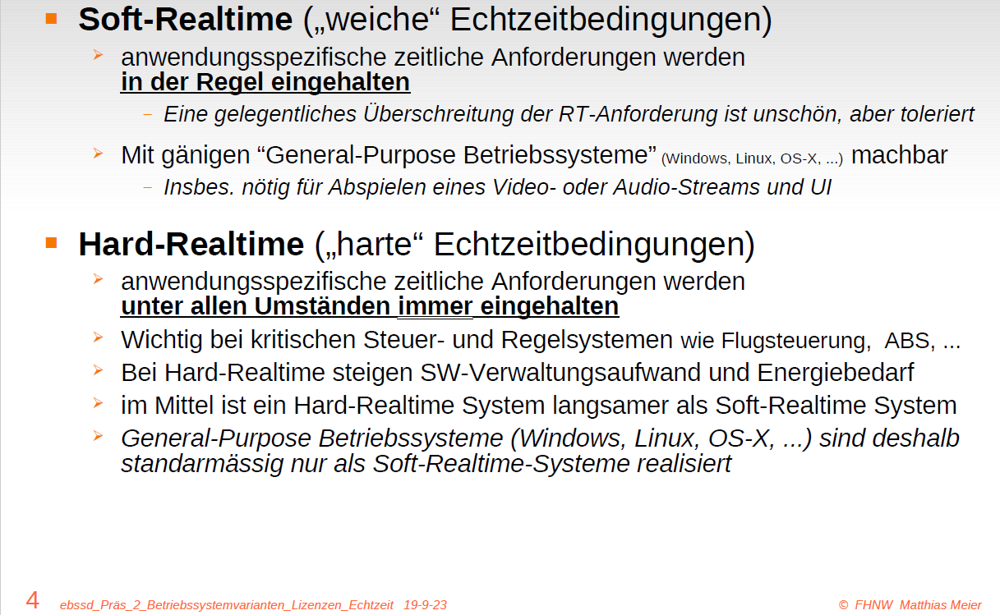 Soft-Realtime („weiche“ Echtzeitbedingungen)
anwendungsspezifische zeitliche Anforderungen werden
in der Regel eingehalten
– Eine gelegentliches Überschreitung der RT-Anforderung ist unschön, aber toleriert
Mit gänigen “General-Purpose Betriebssysteme” (Windows, Linux, OS-X, ...) machbar
– Insbes. nötig für Abspielen eines Video- oder Audio-Streams und UI
Hard-Realtime („harte“ Echtzeitbedingungen)
anwendungsspezifische zeitliche Anforderungen werden
unter allen Umständen immer eingehalten
Wichtig bei kritischen Steuer- und Regelsystemen wie Flugsteuerung, ABS, ...
Bei Hard-Realtime steigen SW-Verwaltungsaufwand und Energiebedarf
im Mittel ist ein Hard-Realtime System langsamer als Soft-Realtime System
General-Purpose Betriebssysteme (Windows, Linux, OS-X, ...) sind deshalb
standarmässig nur als Soft-Realtime-Systeme realisiert
4 ebssd_Präs_2_Betriebssystemvarianten_Lizenzen_Echtzeit 19-9-23 © FHNW Matthias Meier